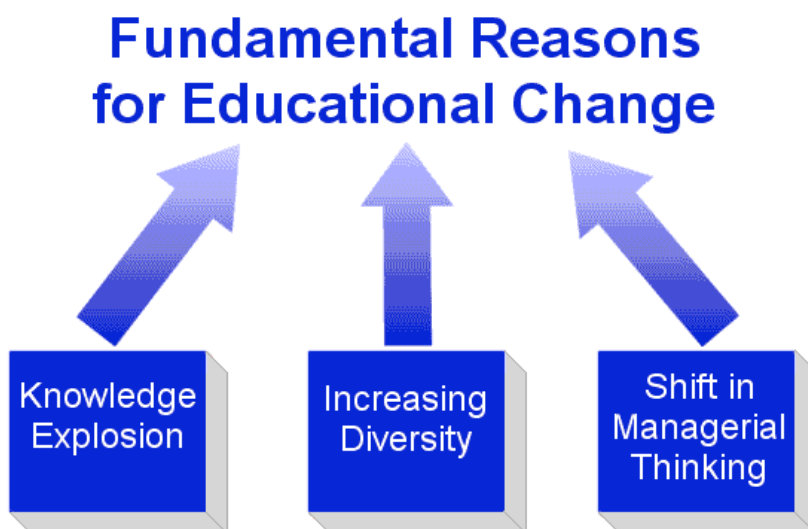 Fundamental Reasons
for Educational Change
Knowledge
Explosion
Increasing
Diversity
Shift in
Managerial
Thinking